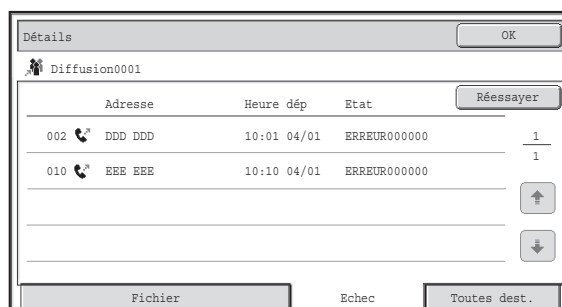 Détails OK
Diffusion0001
Adresse Heure dép Etat Réessayer
002 DDD DDD 10:01 04/01 ERREUR000000 1
1
010 EEE EEE 10:10 04/01 ERREUR000000
Fichier Echec Toutes dest.